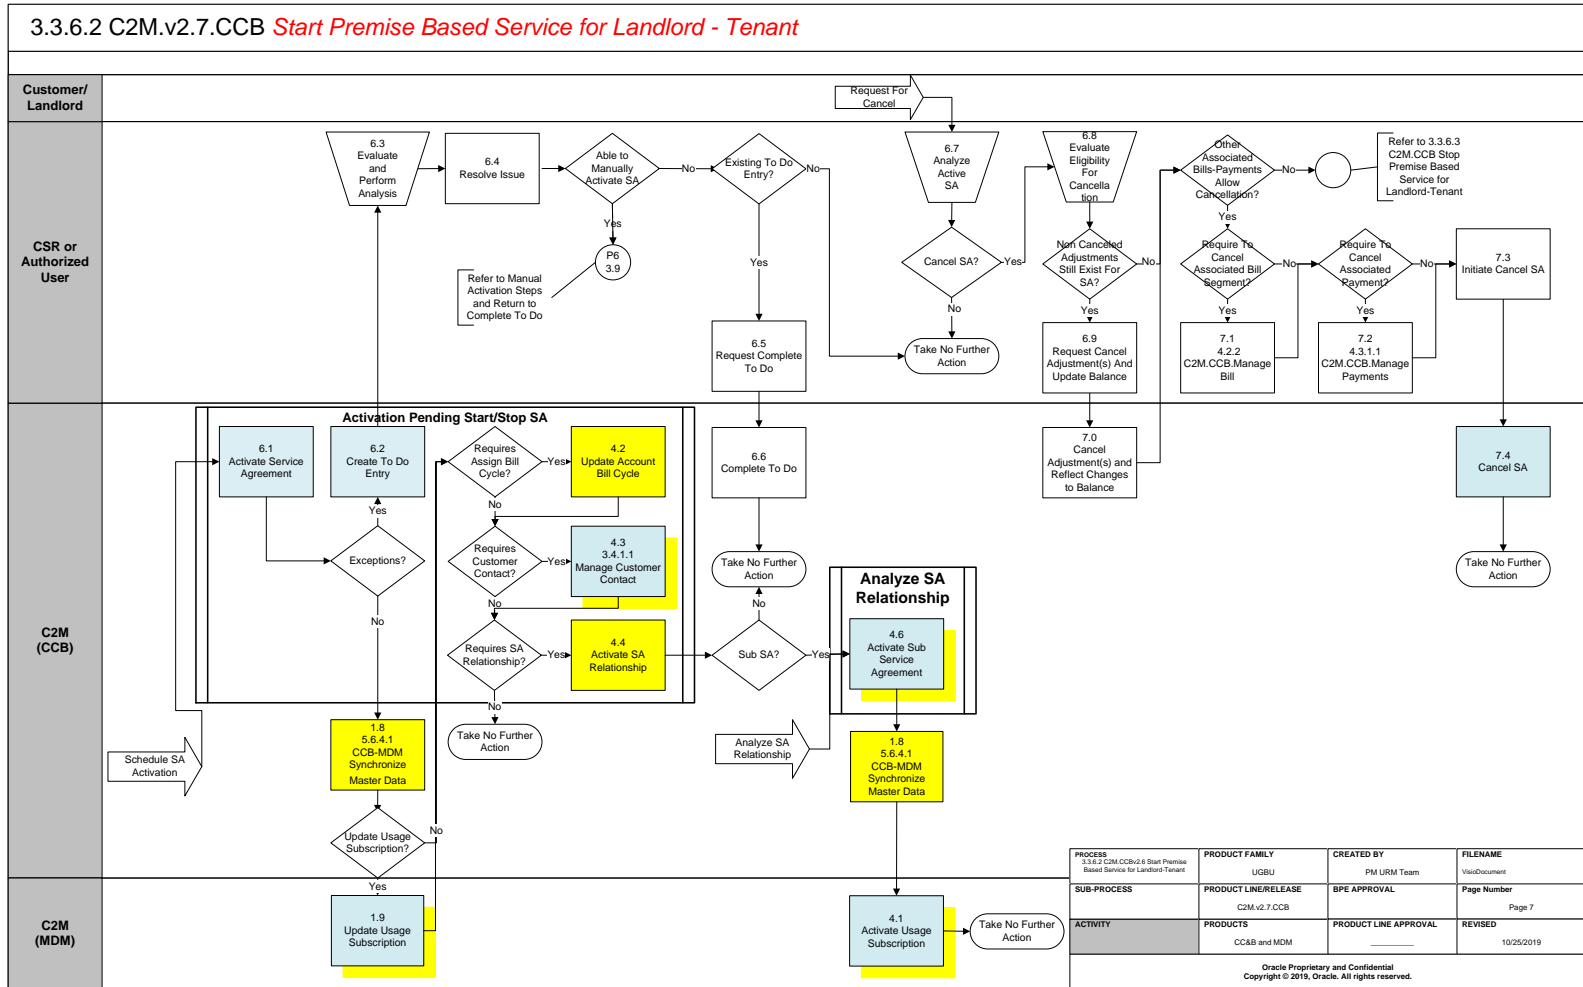 3.3.6.2 C2M.v2.7.CCB Start Premise Based Service for Landlord - Tenant
Customer/
Landlord
Request For
Cancel
CSR or
Authorized
User
6.3
Evaluate
and
Perform
Analysis
6.4
Resolve Issue
Able to
Manually
Activate SA
No
Yes
P6
3.9
Refer to Manual
Activation Steps
and Return to
Complete To Do
Existing To Do
Entry?
No
Yes
6.5
Request Complete
To Do
6.7
Analyze
Active
SA
Cancel SA?
Yes
No
Take No Further
Action
6.8
Evaluate
Eligibility
For
Cancella
tion
Non Canceled
Adjustments
Still Exist For
SA?
No
Yes
6.9
Request Cancel
Adjustment(s) And
Update Balance
Other
Associated
Bills-Payments
Allow
Cancellation?
No
Yes
Refer to 3.3.6.3
C2M.CCB Stop
Premise Based
Service for
Landlord-Tenant
Require To
Cancel
Associated Bill
Segment?
No
Yes
7.1
4.2.2
C2M.CCB.Manage
Bill
Require To
Cancel
Associated
Payment?
No
Yes
7.2
4.3.1.1
C2M.CCB.Manage
Payments
7.3
Initiate Cancel SA
C2M
(CCB)
Activation Pending Start/Stop SA
6.1
Activate Service
Agreement
6.2
Create To Do
Entry
Yes
Exceptions?
No
Requires
Assign Bill
Cycle?
Yes
No
4.2
Update Account
Bill Cycle
Requires
Customer
Contact?
Yes
No
4.3
3.4.1.1
Manage Customer
Contact
Requires SA
Relationship?
Yes
No
4.4
Activate SA
Relationship
Take No Further
Action
6.6
Complete To Do
Take No Further
Action
No
Sub SA?
Yes
Analyze SA
Relationship
4.6
Activate Sub
Service
Agreement
Analyze SA
Relationship
1.8
5.6.4.1
CCB-MDM
Synchronize
Master Data
7.0
Cancel
Adjustment(s) and
Reflect Changes
to Balance
7.4
Cancel SA
Take No Further
Action
Schedule SA
Activation
1.8
5.6.4.1
CCB-MDM
Synchronize
Master Data
Update Usage
Subscription?
No
Yes
C2M
(MDM)
1.9
Update Usage
Subscription
4.1
Activate Usage
Subscription
Take No Further
Action
PROCESS
3.3.6.2 C2M.CCBv2.6 Start Premise
Based Service for Landlord-Tenant
PRODUCT FAMILY
UGBU
CREATED BY
PM URM Team
FILENAME
VisioDocument
SUB-PROCESS
PRODUCT LINE/RELEASE
C2M.v2.7.CCB
BPE APPROVAL
Page Number
Page 7
ACTIVITY
PRODUCTS
CC&B and MDM
PRODUCT LINE APPROVAL
___________
REVISED
10/25/2019
Oracle Proprietary and Confidential
Copyright © 2019, Oracle. All rights reserved.